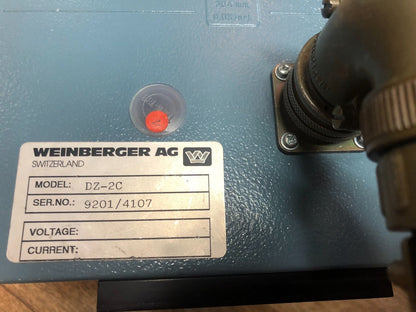 WEINBERGER AG
SWITZERLAND
MODEL: DZ-2C
SER.NO.: 9201/4107
VOLTAGE:
CURRENT: